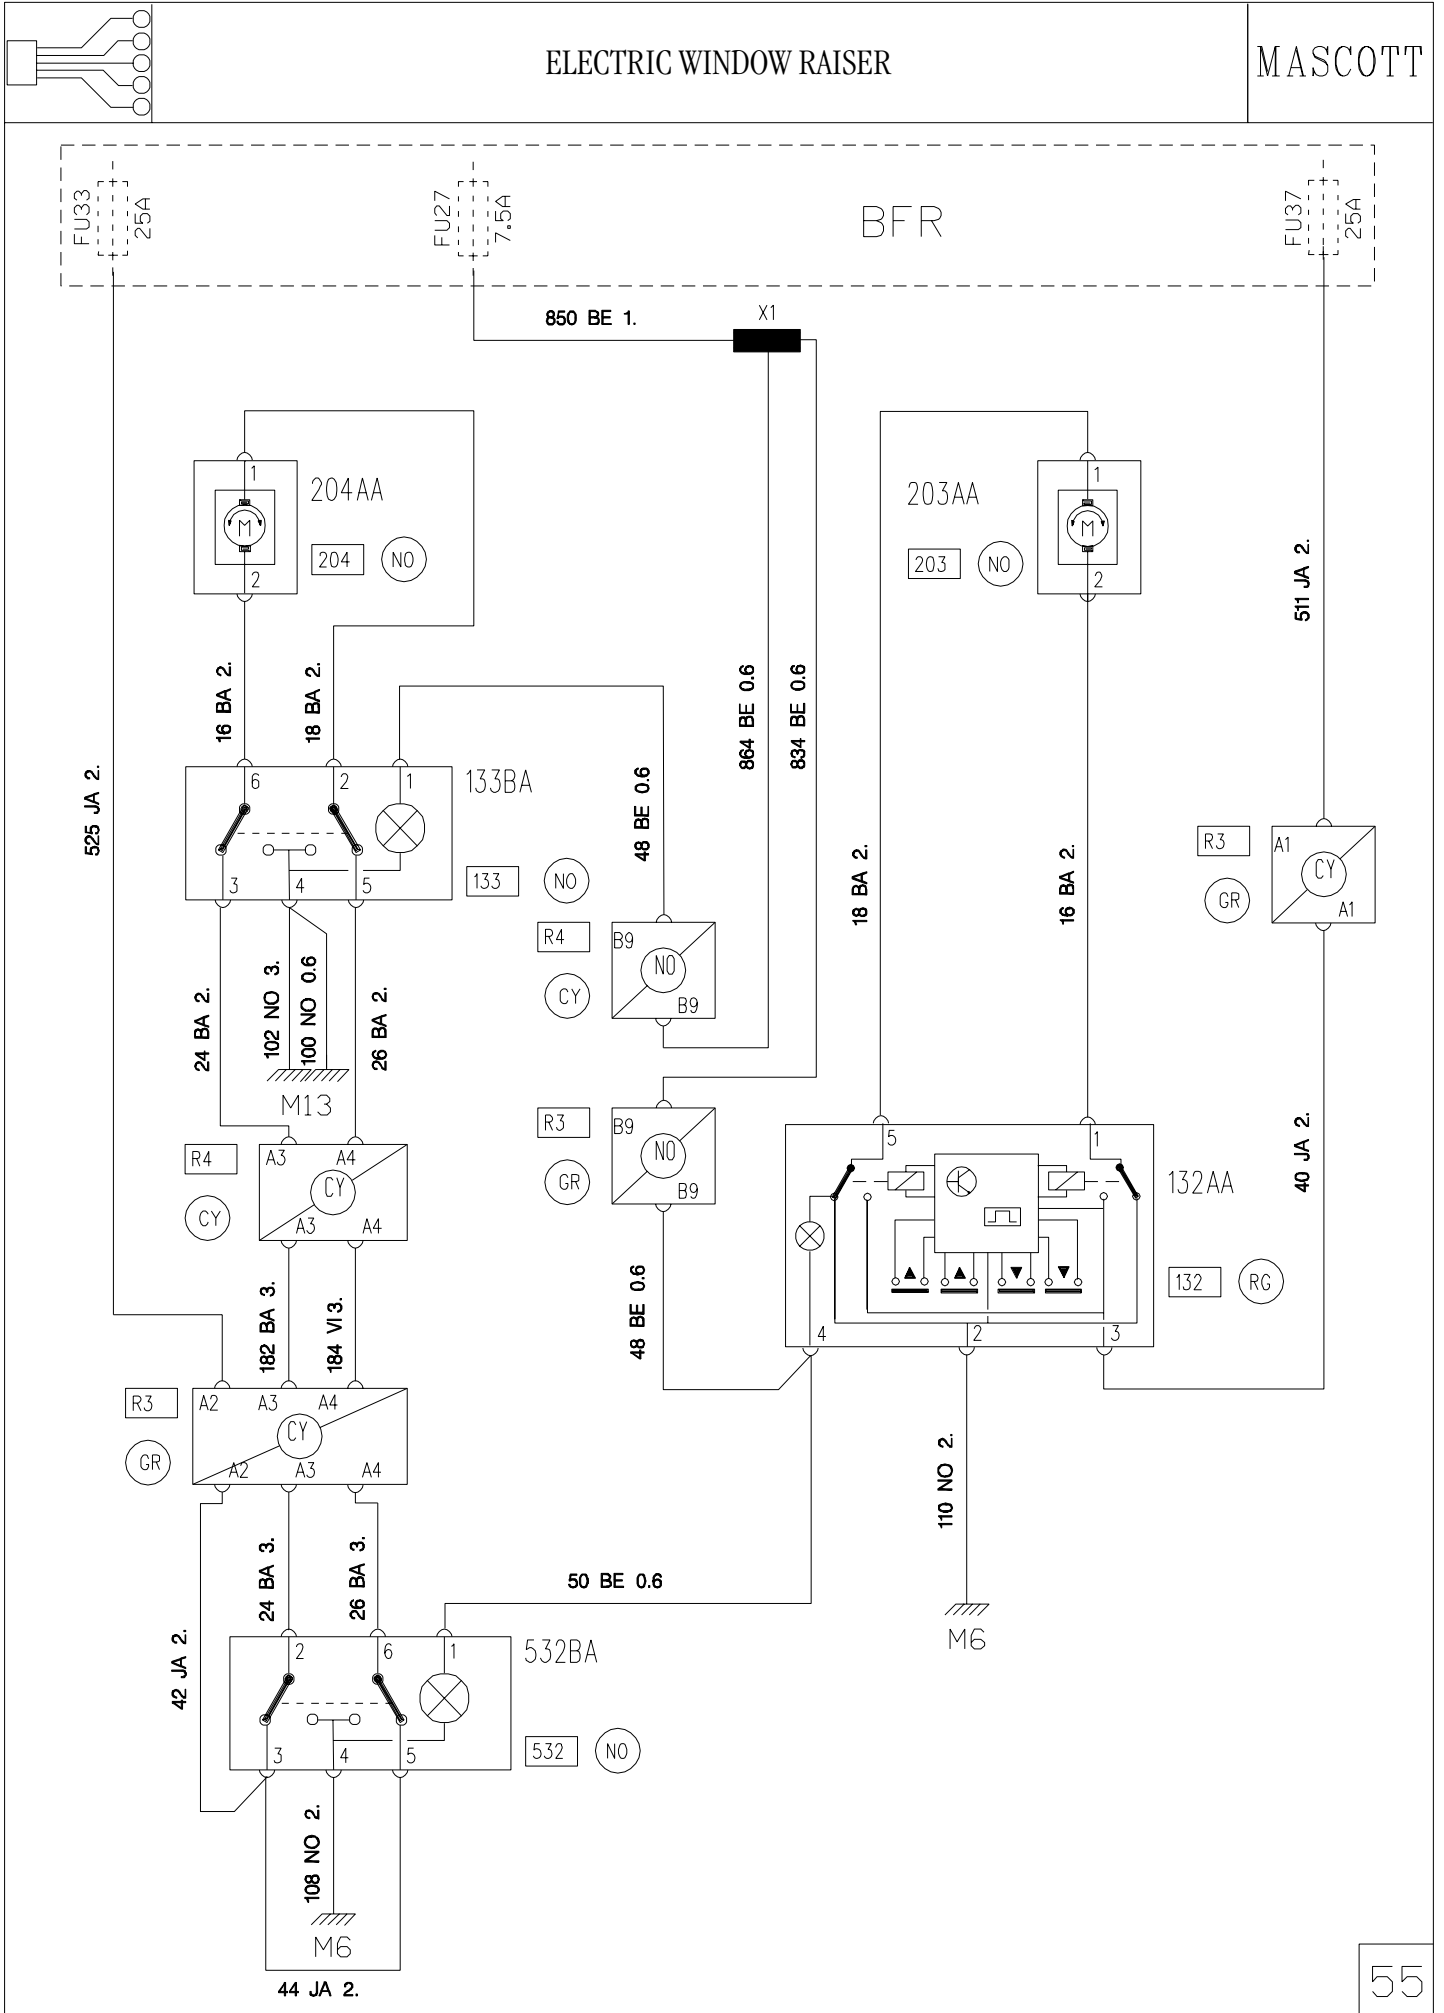 ELECTRIC WINDOW RAISER
MASCOTT
FU33
25A
FU27
7.5A
BFR
FU37
25A
850 BE 1.
X1
1
M
2
204AA
204
NO
203AA
203
NO
1
M
2
511 JA 2.
16 BA 2.
18 BA 2.
864 BE 0.6
834 BE 0.6
525 JA 2.
6
2
1
133BA
3
4
5
133
NO
48 BE 0.6
18 BA 2.
16 BA 2.
R3
GR
A1
CY
A1
R4
CY
B9
NO
B9
24 BA 2.
102 NO 3.
100 NO 0.6
26 BA 2.
M13
R3
GR
B9
NO
B9
40 JA 2.
R4
CY
A3
A4
CY
A3
A4
5
1
132AA
4
2
3
132
RG
182 BA 3.
184 VI 3.
48 BE 0.6
R3
GR
A2
A3
A4
CY
A2
A3
A4
110 NO 2.
M6
24 BA 3.
26 BA 3.
50 BE 0.6
42 JA 2.
2
6
1
532BA
3
4
5
532
NO
108 NO 2.
M6
44 JA 2.
55